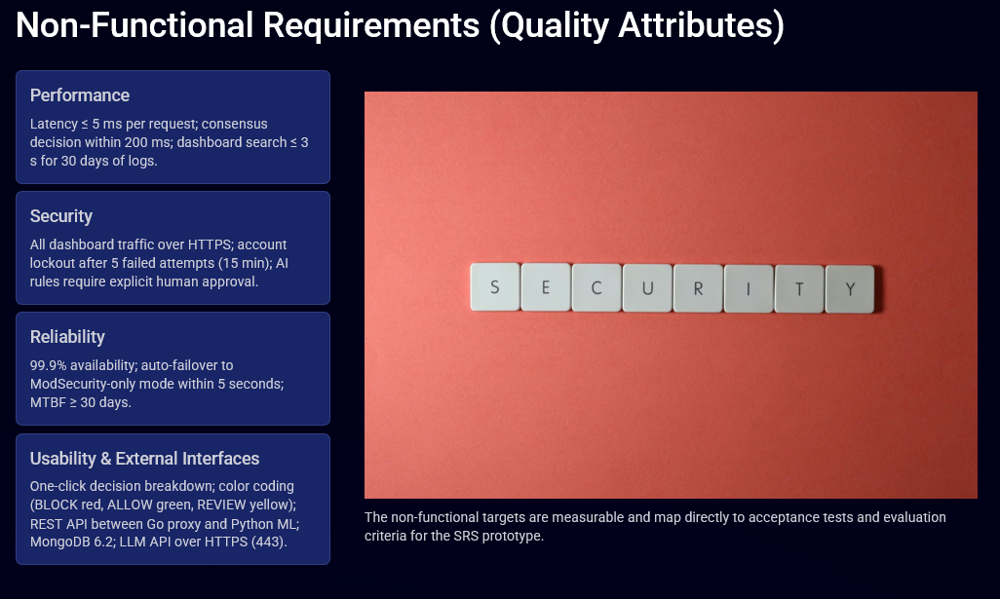 Non-Functional Requirements (Quality Attributes)
Performance
Latency ≤ 5 ms per request; consensus
decision within 200 ms; dashboard search ≤ 3
s for 30 days of logs.
Security
All dashboard traffic over HTTPS; account
lockout after 5 failed attempts (15 min); AI
rules require explicit human approval.
Reliability
99.9% availability; auto-failover to
ModSecurity-only mode within 5 seconds;
MTBF ≥ 30 days.
Usability & External Interfaces
One-click decision breakdown; color coding
(BLOCK red, ALLOW green, REVIEW yellow);
REST API between Go proxy and Python ML;
MongoDB 6.2; LLM API over HTTPS (443).
SECURITY
The non-functional targets are measurable and map directly to acceptance tests and evaluation
criteria for the SRS prototype.